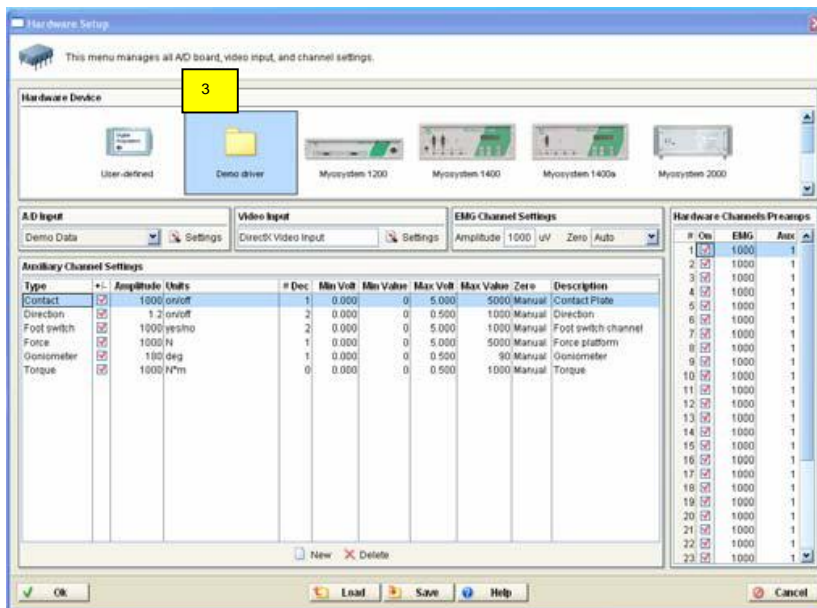 Hardware Setup
This menu manages all A/D board, video input, and channel settings.
3
Hardware Device
User-defined Demo driver Myosystem 1200 Myosystem 1400 Myosystem 1400a Myosystem 2000
A/D Input Video Input EMG Channel Settings Hardware Channels/Preamps
Demo Data Settings DirectX Video Input Settings Amplitude 1000 uV Zero Auto
# On EMG Aux
Auxiliary Channel Settings
Type +/- Amplitude Units # Dec Min Volt Min Value Max Volt Max Value Zero Description
Contact 1000 on/off 1 0.000 0 5.000 5000 Manual Contact Plate
Direction 1.2 on/off 2 0.000 0 0.500 1000 Manual Direction
Foot switch 1000 yes/no 2 0.000 0 5.000 1000 Manual Foot switch channel
Force 1000 N 1 0.000 0 5.000 5000 Manual Force platform
Goniometer 180 deg 1 0.000 0 0.500 90 Manual Goniometer
Torque 1000 N*m 0 0.000 0 0.500 1000 Manual Torque
1 1000 1
2 1000 1
3 1000 1
4 1000 1
5 1000 1
6 1000 1
7 1000 1
8 1000 1
9 1000 1
10 1000 1
11 1000 1
12 1000 1
13 1000 1
14 1000 1
15 1000 1
16 1000 1
17 1000 1
18 1000 1
19 1000 1
20 1000 1
21 1000 1
22 1000 1
23 1000 1
New Delete
Ok Load Save Help Cancel